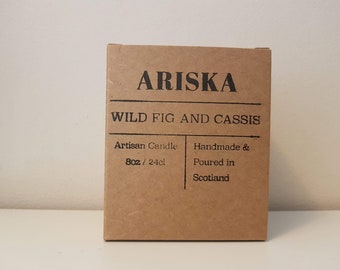 ARISKA
WILD FIG AND CASSIS
Artisan Candle
8oz / 24cl
Handmade &
Poured in
Scotland